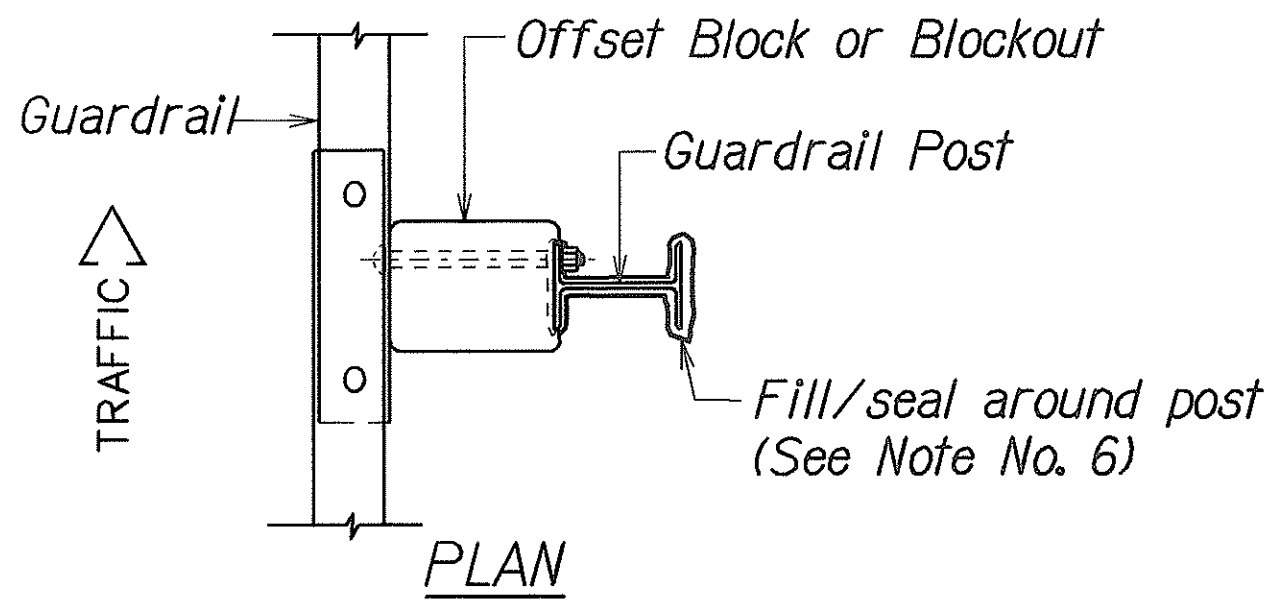 Offset Block or Blockout
Guardrail
Guardrail Post
TRAFFIC
Fill/seal around post
(See Note No. 6)
PLAN